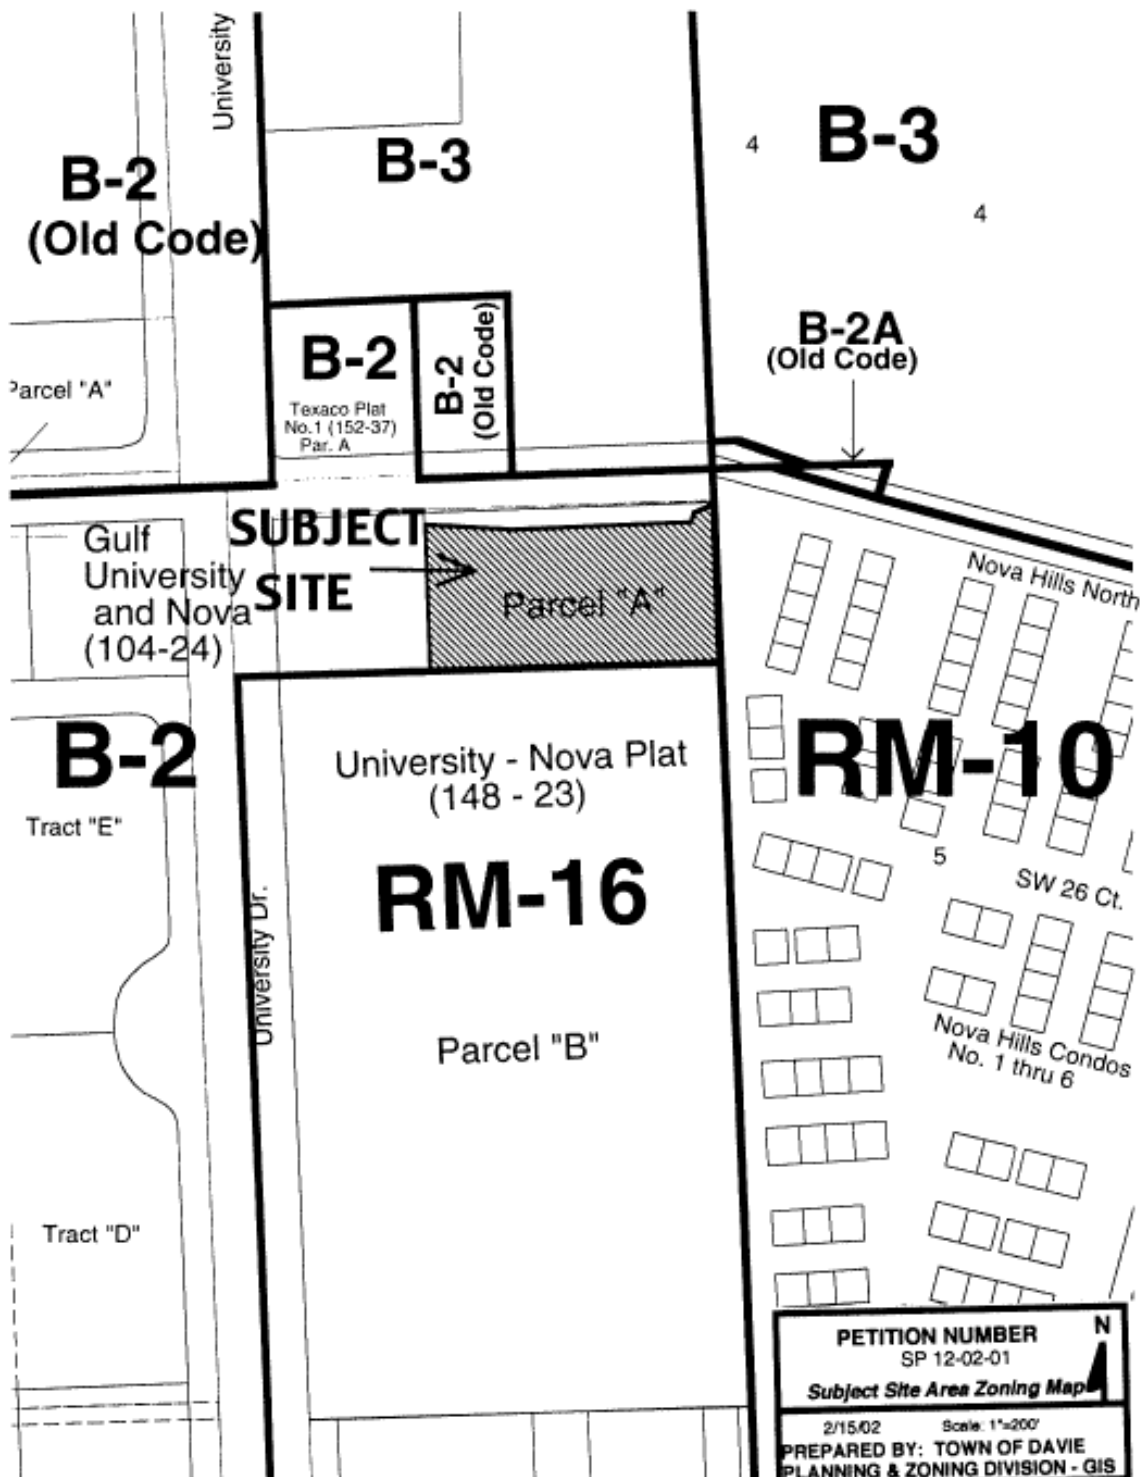 University
B-2
(Old Code)
B-3
4
B-3
4
B-2A
(Old Code)
B-2
Texaco Plat
No.1 (152-37)
Par. A
B-2
(Old Code)
Parcel "A"
Gulf
University
and Nova
(104-24)
SUBJECT
SITE
Parcel "A"
Nova Hills North
B-2
Tract "E"
University - Nova Plat
(148 - 23)
RM-10
RM-16
5
SW 26 Ct.
University Dr.
Parcel "B"
Nova Hills Condos
No. 1 thru 6
Tract "D"
PETITION NUMBER
SP 12-02-01
N
Subject Site Area Zoning Map
2/15/02 Scale: 1"=200'
PREPARED BY: TOWN OF DAVIE
PLANNING & ZONING DIVISION - GIS